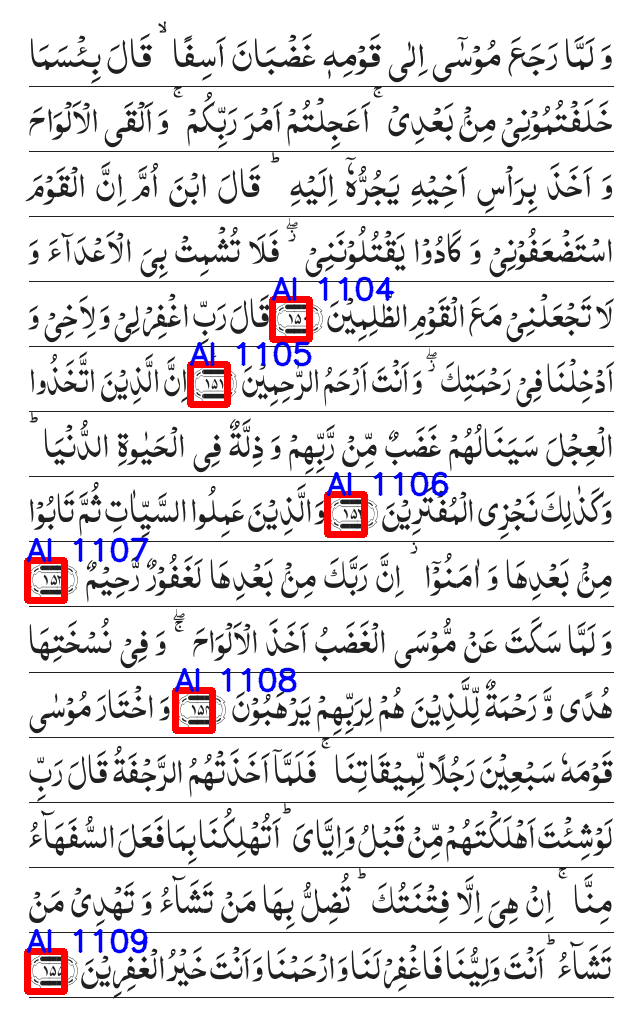 وَ لَمَّا رَجَعَ مُوْسٰۤى اِلٰى قَوْمِهٖ غَضْبَانَ اَسِفًا ۙ قَالَ بِئْسَمَا
خَلَفْتُمُوْنِیْ مِنْۢ بَعْدِیْ ۚ اَعَجِلْتُمْ اَمْرَ رَبِّكُمْ ۚ وَ اَلْقَى الْاَلْوَاحَ
وَ اَخَذَ بِرَاْسِ اَخِیْهِ یَجُرُّهٗۤ اِلَیْهِ ؕ قَالَ ابْنَ اُمَّ اِنَّ الْقَوْمَ
اسْتَضْعَفُوْنِیْ وَ كَادُوْا یَقْتُلُوْنَنِیْ ۖؗ فَلَا تُشْمِتْ بِیَ الْاَعْدَآءَ وَ
AI 1104
لَا تَجْعَلْنِیْ مَعَ الْقَوْمِ الظّٰلِمِیْنَ قَالَ رَبِّ اغْفِرْ لِیْ وَ لِاَخِیْ وَ
AI 1105
اَدْخِلْنَا فِیْ رَحْمَتِكَ ۖؗ وَ اَنْتَ اَرْحَمُ الرّٰحِمِیْنَ ۱۵۱ اِنَّ الَّذِیْنَ اتَّخَذُوا
الْعِجْلَ سَیَنَالُهُمْ غَضَبٌ مِّنْ رَّبِّهِمْ وَ ذِلَّةٌ فِی الْحَیٰوةِ الدُّنْیَا ؕ
AI 1106
وَ كَذٰلِكَ نَجْزِی الْمُفْتَرِیْنَ وَ الَّذِیْنَ عَمِلُوا السَّیِّاٰتِ ثُمَّ تَابُوْا
AI 1107
مِنْۢ بَعْدِهَا وَ اٰمَنُوْۤا ؗ اِنَّ رَبَّكَ مِنْۢ بَعْدِهَا لَغَفُوْرٌ رَّحِیْمٌ
وَ لَمَّا سَكَتَ عَنْ مُّوْسَى الْغَضَبُ اَخَذَ الْاَلْوَاحَ ۖۚ وَ فِیْ نُسْخَتِهَا
AI 1108
هُدًى وَّ رَحْمَةٌ لِّلَّذِیْنَ هُمْ لِرَبِّهِمْ یَرْهَبُوْنَ وَ اخْتَارَ مُوْسٰى
قَوْمَهٗ سَبْعِیْنَ رَجُلًا لِّمِیْقَاتِنَا ۚ فَلَمَّاۤ اَخَذَتْهُمُ الرَّجْفَةُ قَالَ رَبِّ
لَوْ شِئْتَ اَهْلَكْتَهُمْ مِّنْ قَبْلُ وَ اِیَّایَ ؕ اَتُهْلِكُنَا بِمَا فَعَلَ السُّفَهَآءُ
مِنَّا ۚ اِنْ هِیَ اِلَّا فِتْنَتُكَ ؕ تُضِلُّ بِهَا مَنْ تَشَآءُ وَ تَهْدِیْ مَنْ
AI 1109
تَشَآءُ ؕ اَنْتَ وَلِیُّنَا فَاغْفِرْ لَنَا وَ ارْحَمْنَا وَ اَنْتَ خَیْرُ الْغٰفِرِیْنَ